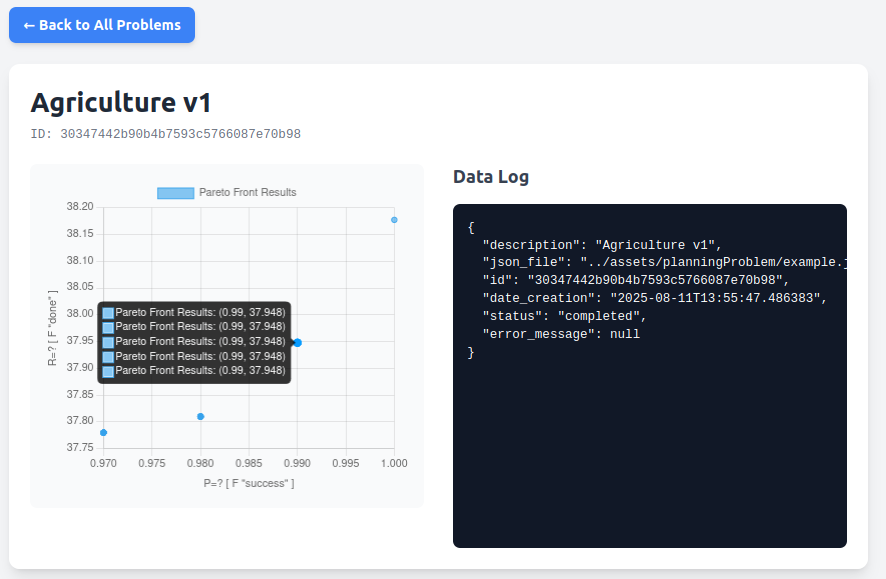 ← Back to All Problems
Agriculture v1
ID: 30347442b90b4b7593c5766087e70b98
Pareto Front Results
38.20
38.15
38.10
38.05
38.00
37.95
37.90
37.85
37.80
37.75
R=? [ F "done" ]
Pareto Front Results: (0.99, 37.948)
Pareto Front Results: (0.99, 37.948)
Pareto Front Results: (0.99, 37.948)
Pareto Front Results: (0.99, 37.948)
Pareto Front Results: (0.99, 37.948)
0.970 0.975 0.980 0.985 0.990 0.995 1.000
P=? [ F "success" ]
Data Log
{
"description": "Agriculture v1",
"json_file": "../assets/planningProblem/example.j
"id": "30347442b90b4b7593c5766087e70b98",
"date_creation": "2025-08-11T13:55:47.486383",
"status": "completed",
"error_message": null
}